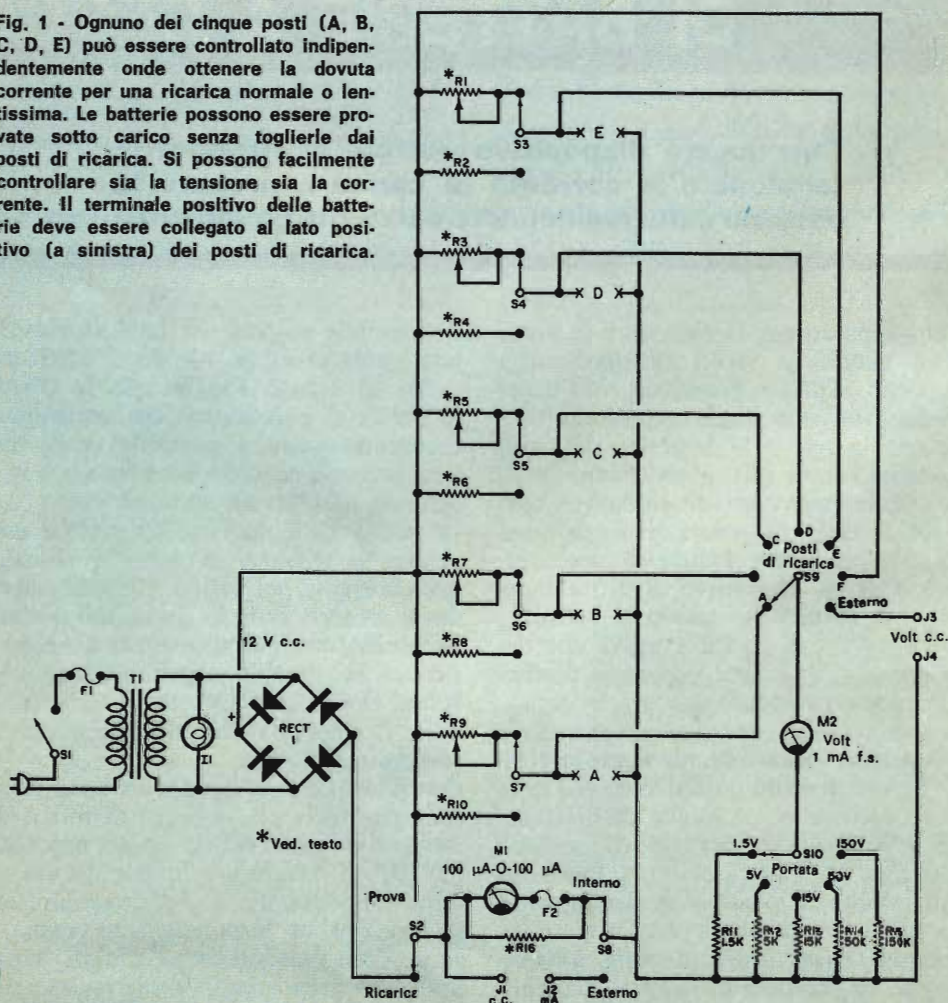 Fig. 1 - Ognuno dei cinque posti (A, B,
C, D, E) può essere controllato indipen-
dentemente onde ottenere la dovuta
corrente per una ricarica normale o len-
tissima. Le batterie possono essere pro-
vate sotto carico senza toglierle dai
posti di ricarica. Si possono facilmente
controllare sia la tensione sia la cor-
rente. Il terminale positivo delle batte-
rie deve essere collegato al lato posi-
tivo (a sinistra) dei posti di ricarica.
*R1
S3
E
*R2
*R3
S4
D
*R4
*R5
S5
C
*R6
*R7
S6
B
*R8
*R9
S7
A
*R10
12 V c.c.
F1
T1
S1
I1
+
RECT
1
*Ved. testo
C
D
E
Posti
di ricarica
S9
F
A
Esterno
J3
Volt c.c.
J4
M2
Volt
1 mA f.s.
1.5V
S10
150V
Portata
5V
15V
50V
R11
1.5K
R12
5K
R13
15K
R14
50K
R15
150K
M1
100 µA-0-100 µA
Interno
F2
Prova
S2
*R16
S8
Ricarica
J1
c.c.
J2
mA
Esterno